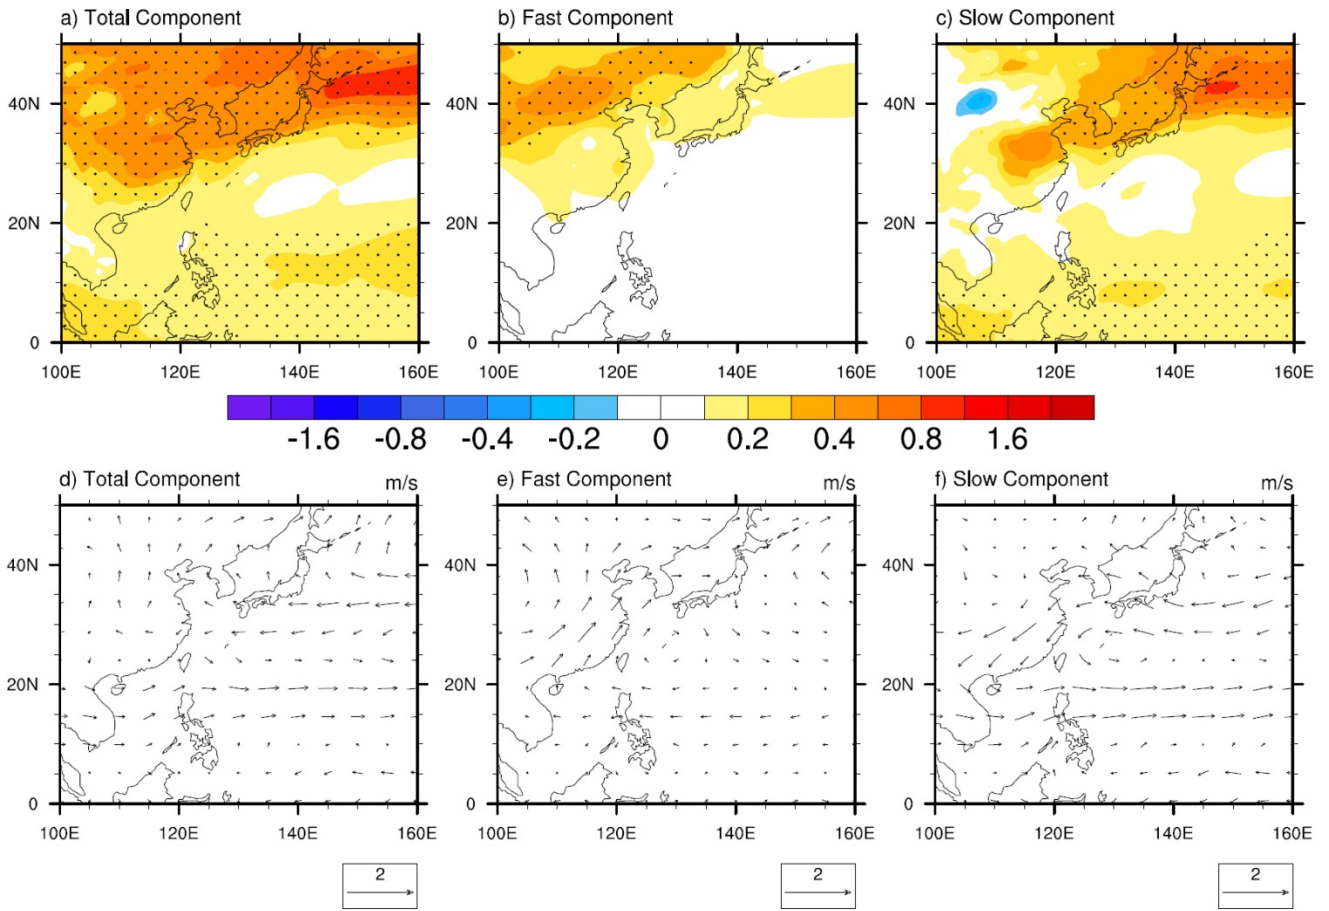 a) Total Component
b) Fast Component
c) Slow Component
40N
20N
0
100E 120E 140E 160E
40N
20N
0
100E 120E 140E 160E
40N
20N
0
100E 120E 140E 160E
-1.6 -0.8 -0.4 -0.2 0 0.2 0.4 0.8 1.6
d) Total Component m/s
e) Fast Component m/s
f) Slow Component m/s
40N
20N
0
100E 120E 140E 160E
40N
20N
0
100E 120E 140E 160E
40N
20N
0
100E 120E 140E 160E
2
2
2